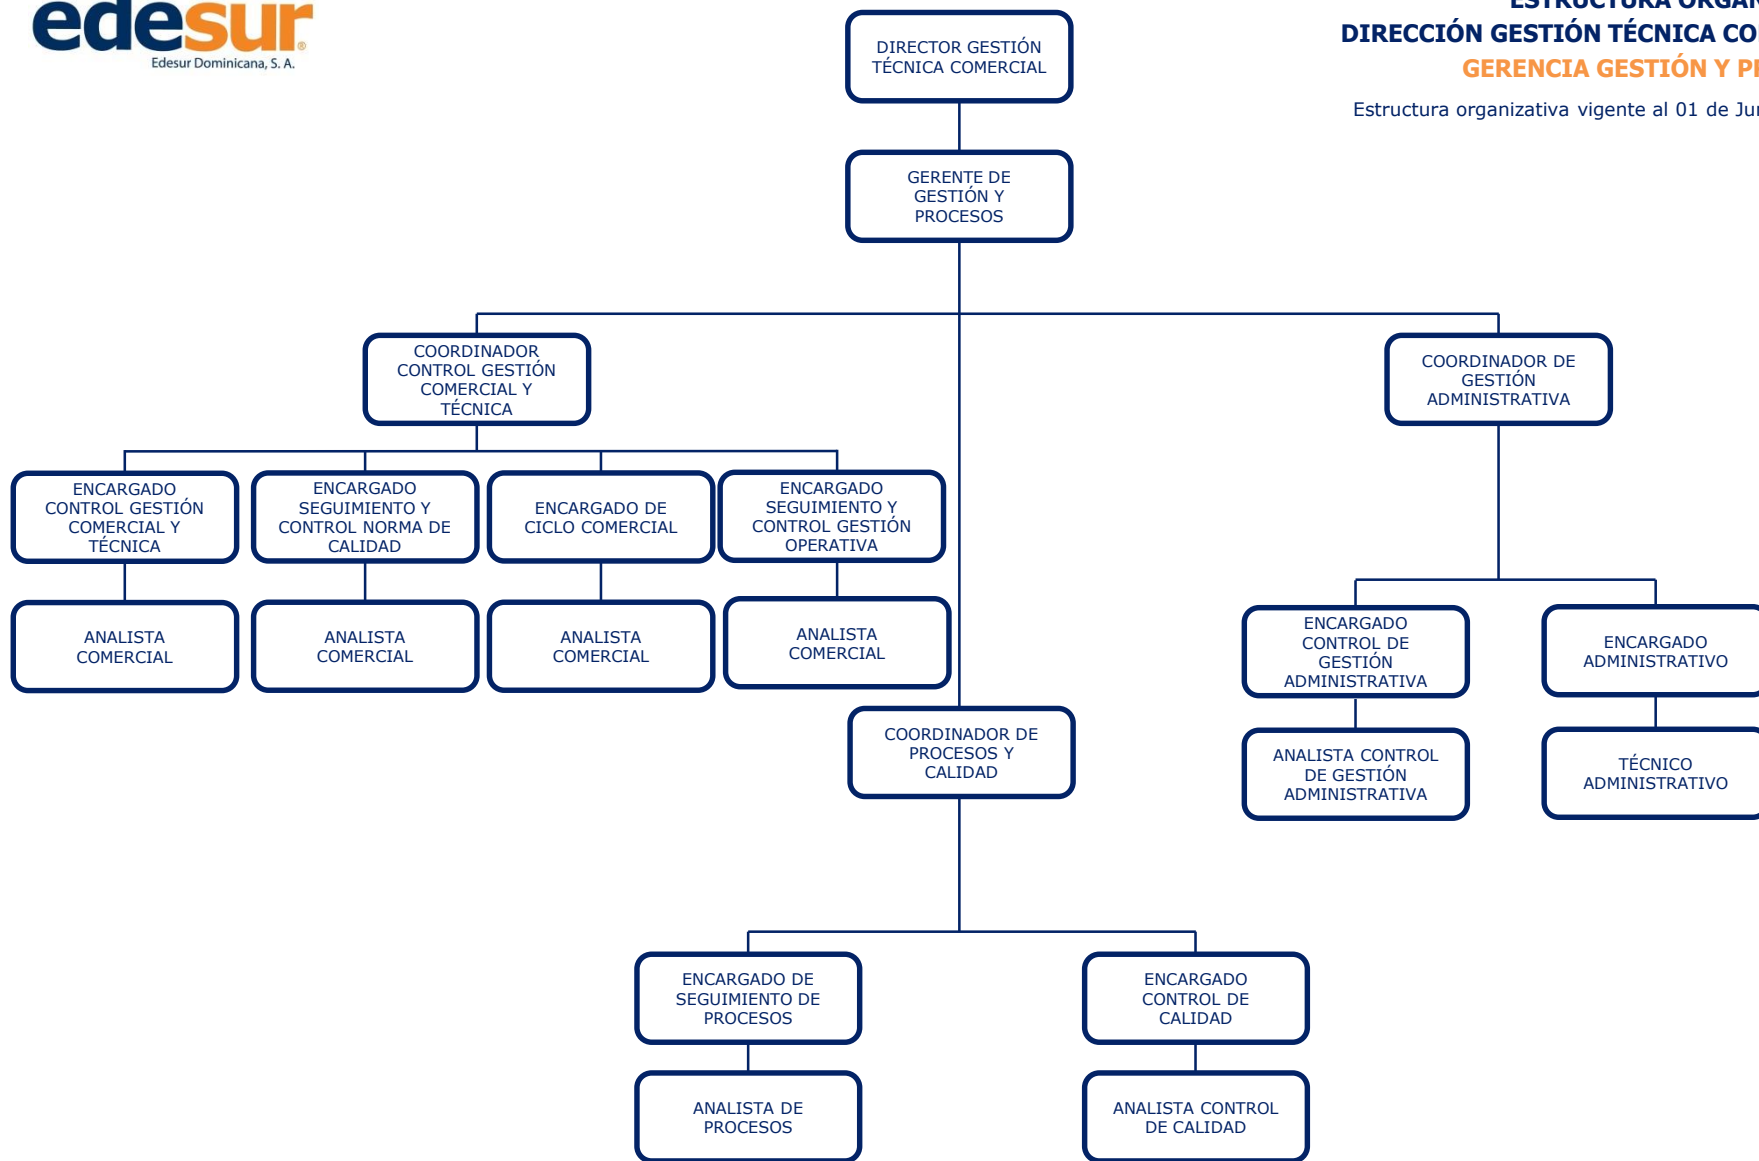 edesur
Edesur Dominicana, S. A.
DIRECCIÓN GESTIÓN TÉCNICA
GERENCIA GESTIÓN Y
Estructura organizativa vigente al 01 de
DIRECTOR GESTIÓN
TÉCNICA COMERCIAL
GERENTE DE
GESTIÓN Y
PROCESOS
COORDINADOR
CONTROL GESTIÓN
COMERCIAL Y
TÉCNICA
COORDINADOR DE
GESTIÓN
ADMINISTRATIVA
ENCARGADO
CONTROL GESTIÓN
COMERCIAL Y
TÉCNICA
ENCARGADO
SEGUIMIENTO Y
CONTROL NORMA DE
CALIDAD
ENCARGADO DE
CICLO COMERCIAL
ENCARGADO
SEGUIMIENTO Y
CONTROL GESTIÓN
OPERATIVA
ANALISTA
COMERCIAL
ANALISTA
COMERCIAL
ANALISTA
COMERCIAL
ANALISTA
COMERCIAL
ENCARGADO
CONTROL DE
GESTIÓN
ADMINISTRATIVA
ENCARGADO
ADMINISTRATIVO
COORDINADOR DE
PROCESOS Y
CALIDAD
ANALISTA CONTROL
DE GESTIÓN
ADMINISTRATIVA
TÉCNICO
ADMINISTRATIVO
ENCARGADO DE
SEGUIMIENTO DE
PROCESOS
ENCARGADO
CONTROL DE
CALIDAD
ANALISTA DE
PROCESOS
ANALISTA CONTROL
DE CALIDAD